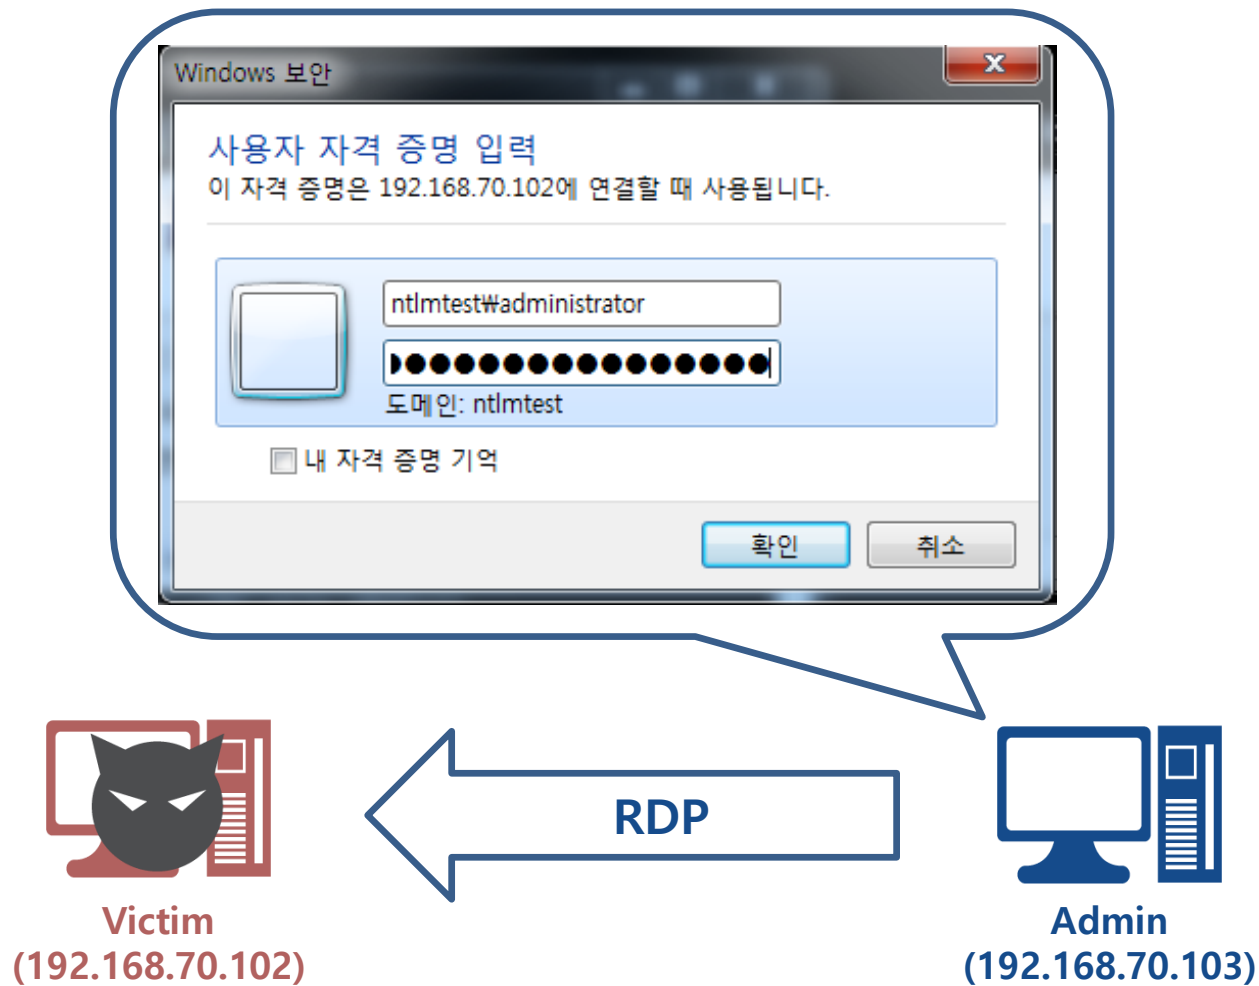 Windows 보안
사용자 자격 증명 입력
이 자격 증명은 192.168.70.102에 연결할 때 사용됩니다.
ntlmtest₩administrator
●●●●●●●●●●●●●●●●
도메인: ntlmtest
내 자격 증명 기억
확인
취소
RDP
Victim
(192.168.70.102)
Admin
(192.168.70.103)